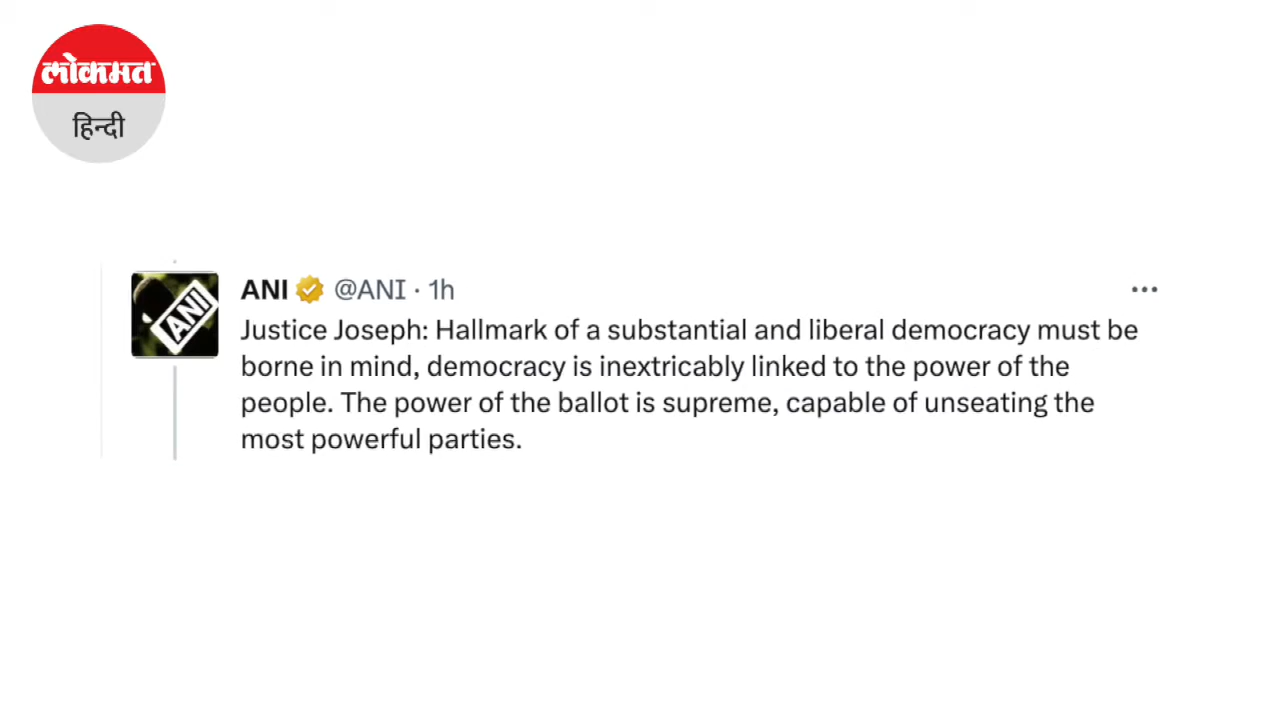 लोकमत
हिन्दी
ANI @ANI · 1h
ANI
Justice Joseph: Hallmark of a substantial and liberal democracy must be
borne in mind, democracy is inextricably linked to the power of the
people. The power of the ballot is supreme, capable of unseating the
most powerful parties.